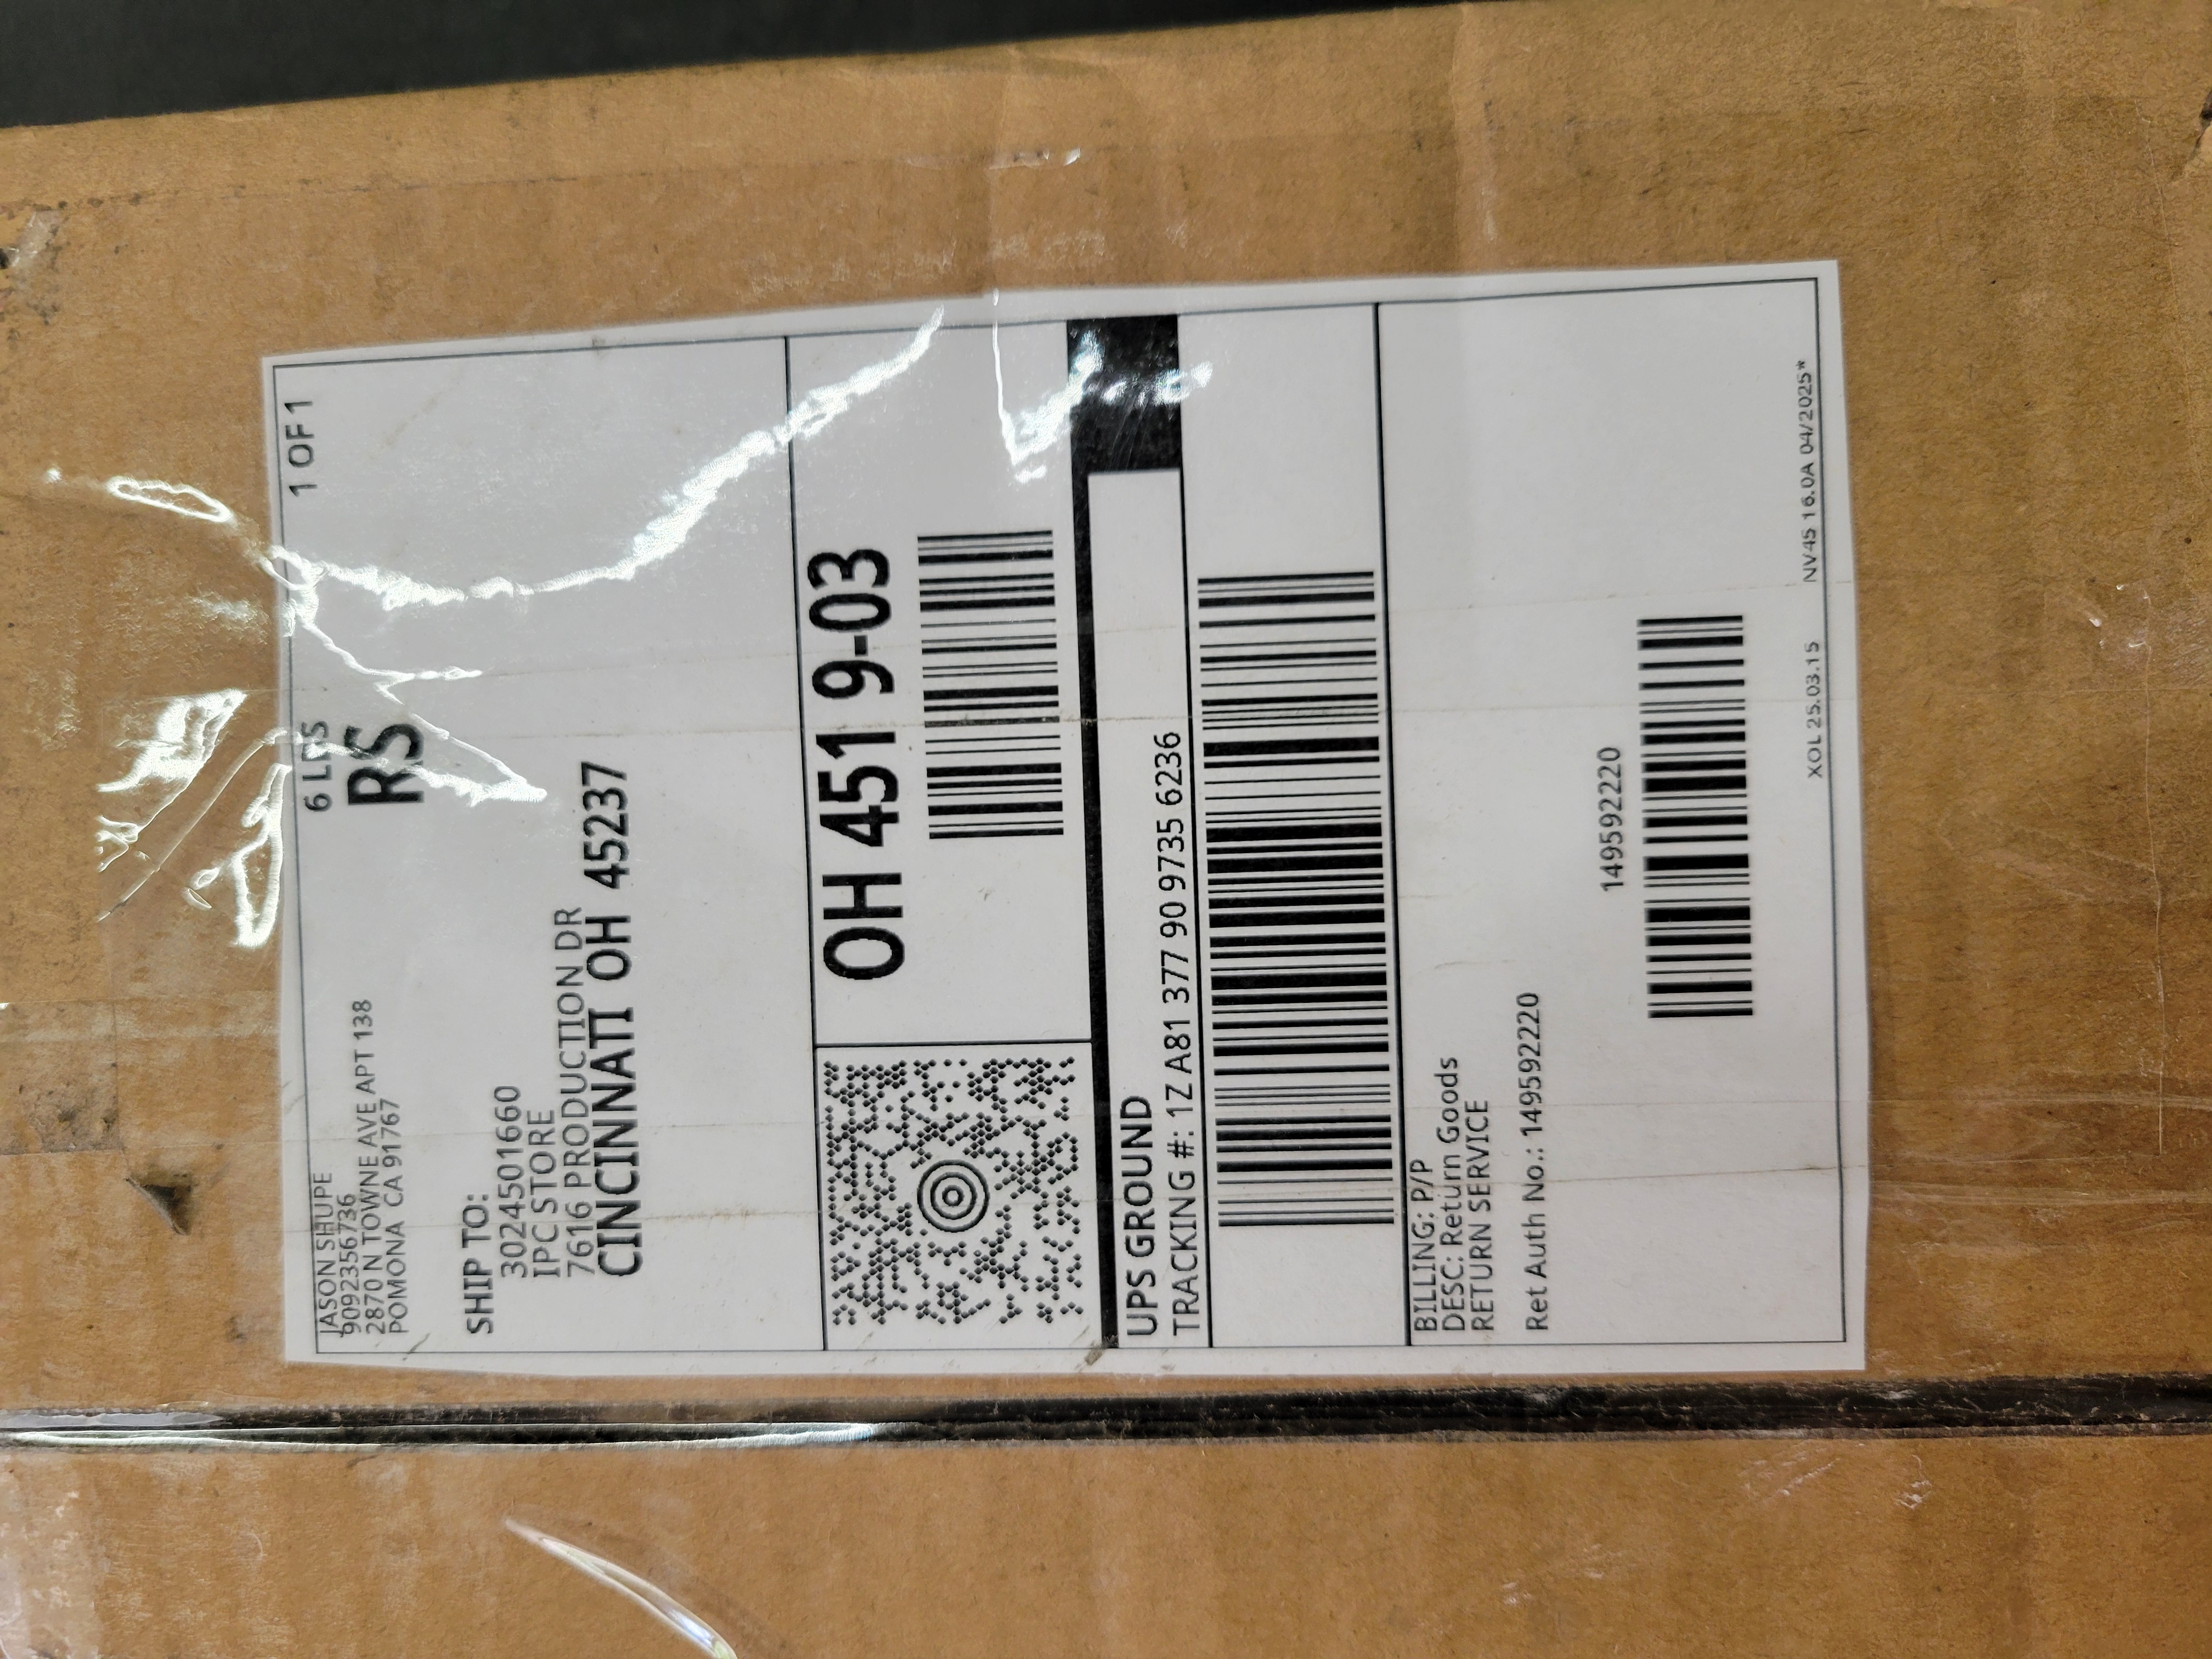 JASON SHUPE
9092356736
2870 N TOWNE AVE APT 138
POMONA CA 91767
6 LBS
1 OF 1
RS
SHIP TO:
3024501660
IPC STORE
7616 PRODUCTION DR
CINCINNATI OH 45237
OH 451 9-03
UPS GROUND
TRACKING #: 1Z A81 377 90 9735 6236
BILLING: P/P
DESC: Return Goods
RETURN SERVICE
Ret Auth No.: 149592220
149592220
XOL 25.03.15
NV45 16.0A 04/2025*